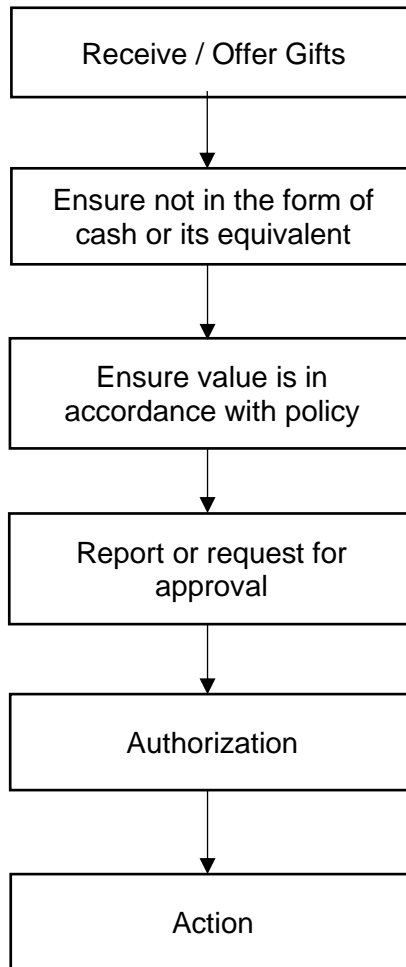 Receive / Offer Gifts
Ensure not in the form of
cash or its equivalent
Ensure value is in
accordance with policy
Report or request for
approval
Authorization
Action